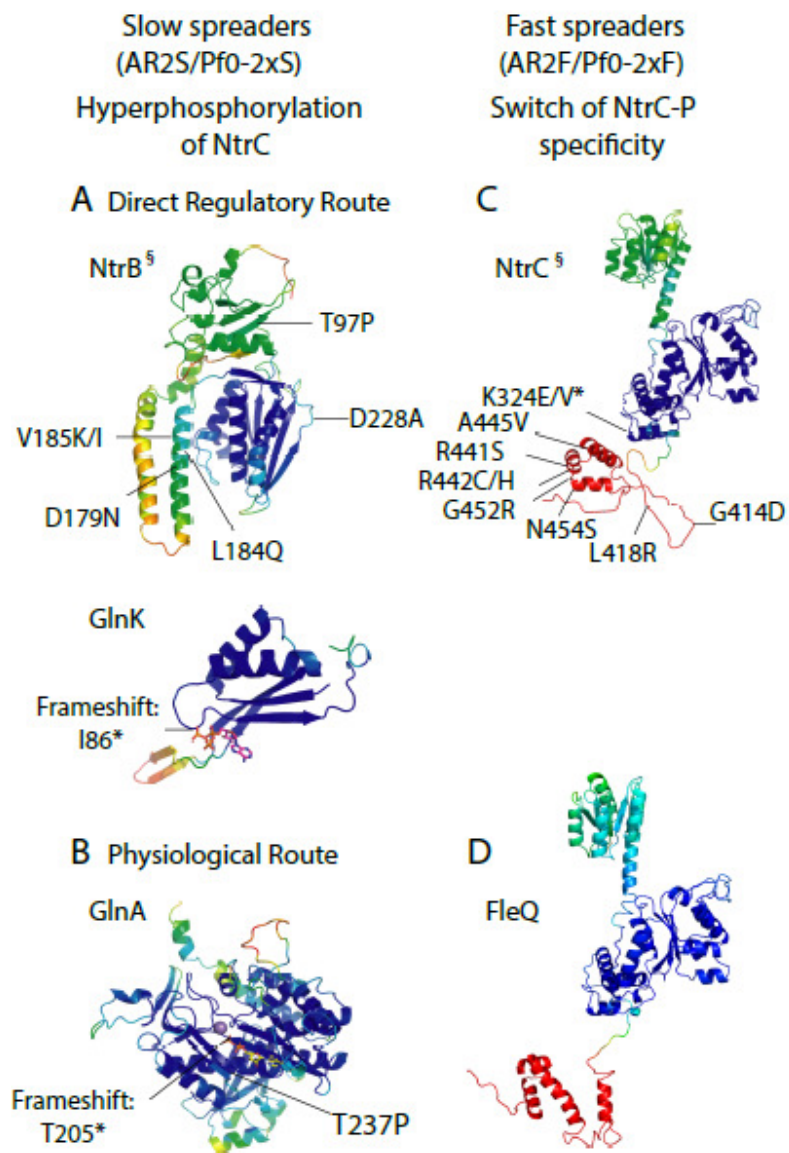 Slow spreaders
(AR2S/Pf0-2xS)
Hyperphosphorylation
of NtrC
Fast spreaders
(AR2F/Pf0-2xF)
Switch of NtrC-P
specificity
A Direct Regulatory Route
NtrB §
T97P
D228A
V185K/I
D179N
L184Q
GlnK
Frameshift:
I86*
B Physiological Route
GlnA
Frameshift:
T205*
T237P
C
NtrC §
K324E/V*
A445V
R441S
R442C/H
G452R
N454S
L418R
G414D
D
FleQ